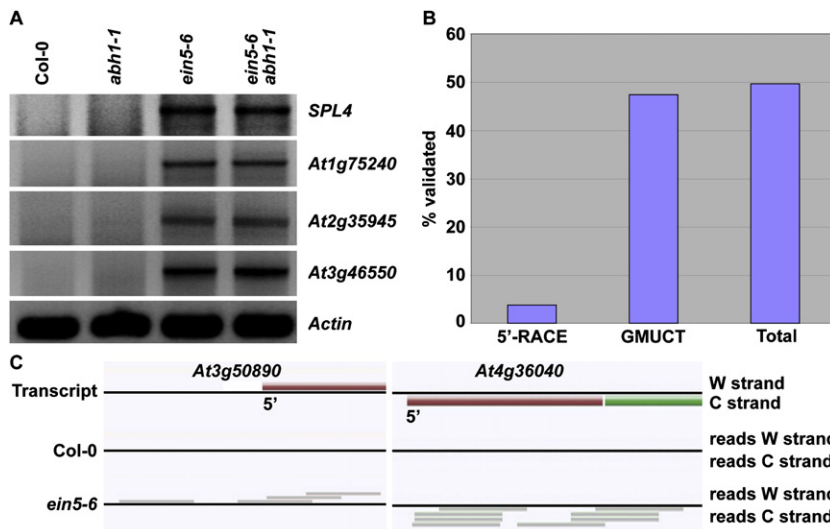 A
Col-0
abh1-1
ein5-6
ein5-6
abh1-1
SPL4
At1g75240
At2g35945
At3g46550
Actin
B
% validated
60
50
40
30
20
10
0
5’-RACE
GMUCT
Total
C
At3g50890
At4g36040
Transcript
W strand
C strand
5’
5’
Col-0
reads W strand
reads C strand
ein5-6
reads W strand
reads C strand